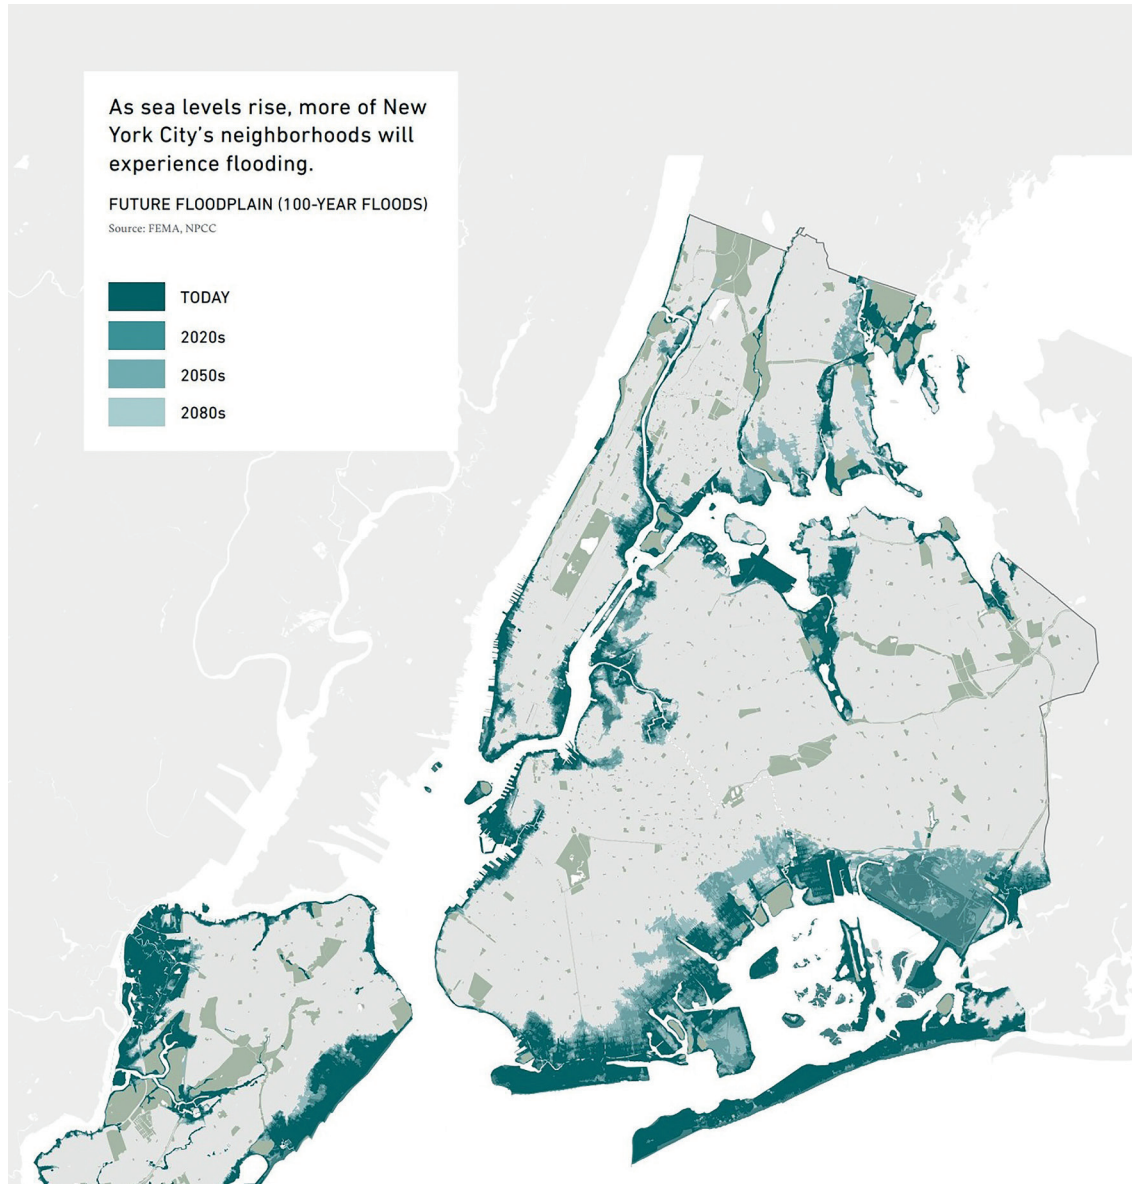 As sea levels rise, more of New
York City's neighborhoods will
experience flooding.
FUTURE FLOODPLAIN (100-YEAR FLOODS)
Source: FEMA, NPCC
TODAY
2020s
2050s
2080s